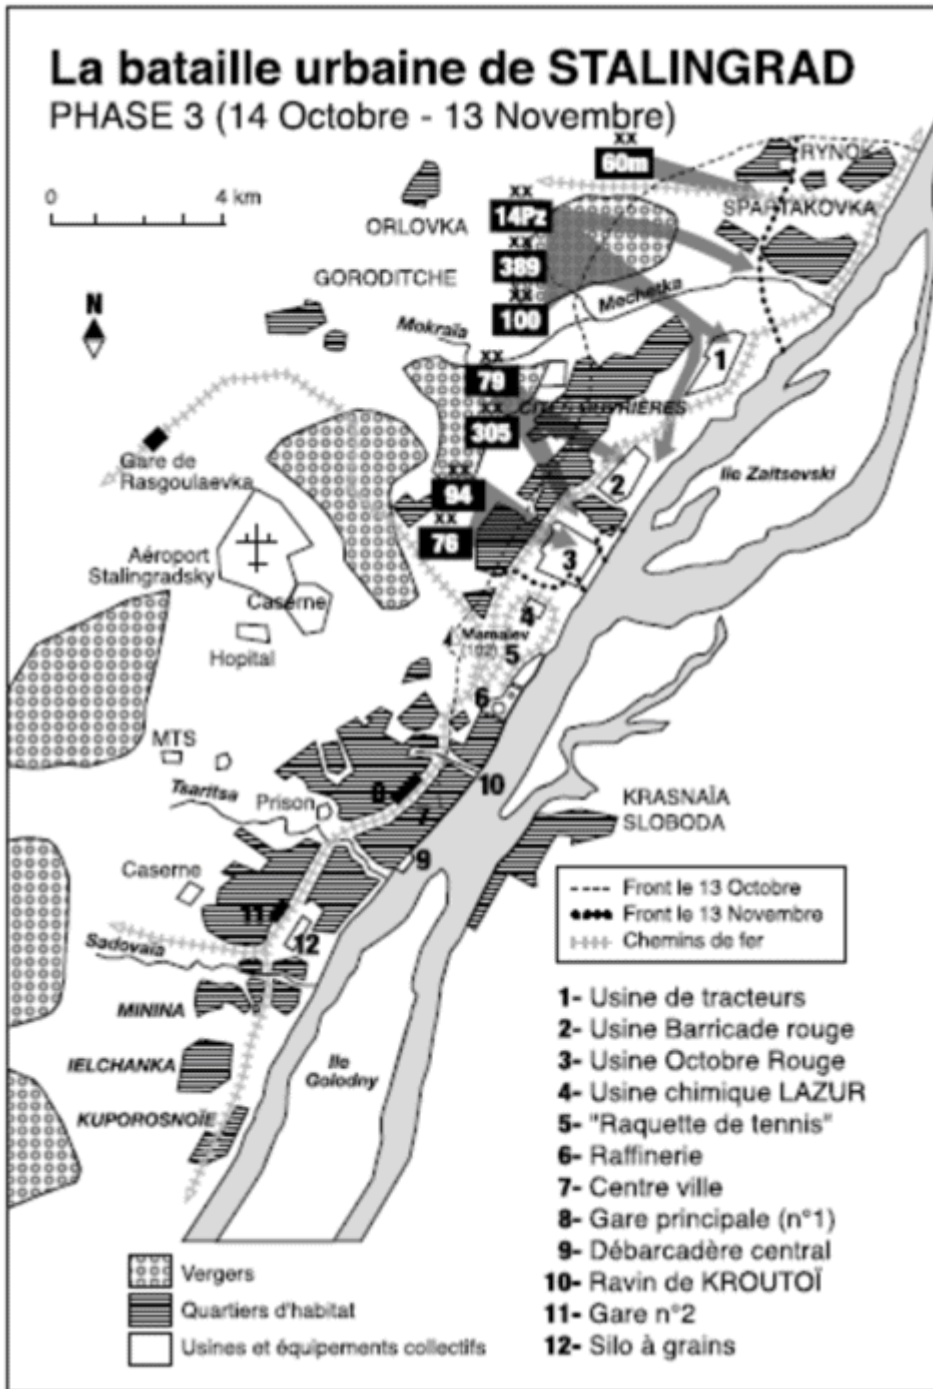 La bataille urbaine de STALINGRAD
PHASE 3 (14 Octobre - 13 Novembre)
0 4 km
xx
60m
RYNOK
SPARTAKOVKA
xx
14Pz
ORLOVKA
xx
389
GORODITCHE
xx
100
Mechetka
N
Mokraïa
xx
79
1
CITES OUVRIÈRES
xx
305
Gare de
Rasgoulaevka
xx
94
2
Ile Zaïtsevski
xx
76
Aéroport
Stalingradsky
3
Caserne
4
Hopital
Mamaïev
(102)
5
6
MTS
Tsaritsa
Prison
8
10
7
KRASNAÏA
SLOBODA
Caserne
9
11
12
Sadovaïa
MININA
IELCHANKA
Ile
Golodny
KUPOROSNOÏE
Front le 13 Octobre
Front le 13 Novembre
Chemins de fer
1- Usine de tracteurs
2- Usine Barricade rouge
3- Usine Octobre Rouge
4- Usine chimique LAZUR
5- "Raquette de tennis"
6- Raffinerie
7- Centre ville
8- Gare principale (n°1)
9- Débarcadère central
10- Ravin de KROUTOÏ
11- Gare n°2
12- Silo à grains
Vergers
Quartiers d'habitat
Usines et équipements collectifs